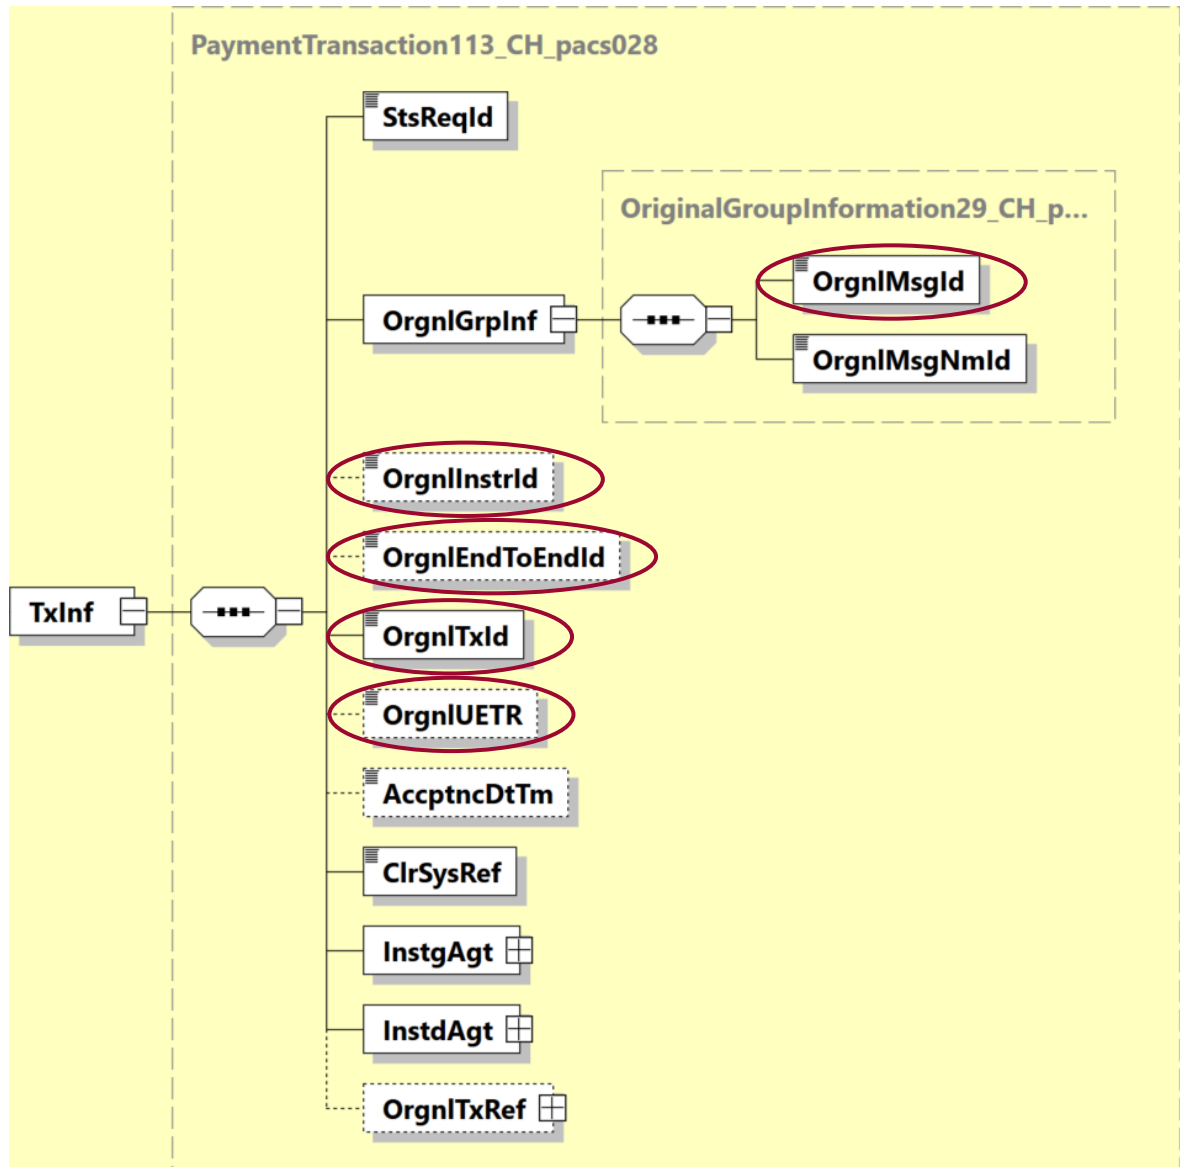 PaymentTransaction113_CH_pacs028
StsReqId
OriginalGroupInformation29_CH_p...
OrgnlMsgId
OrgnlGrpInf
OrgnlMsgNmId
OrgnlInstrId
OrgnlEndToEndId
TxInf
OrgnlTxId
OrgnlUETR
AccptncDtTm
ClrSysRef
InstgAgt
InstdAgt
OrgnlTxRef